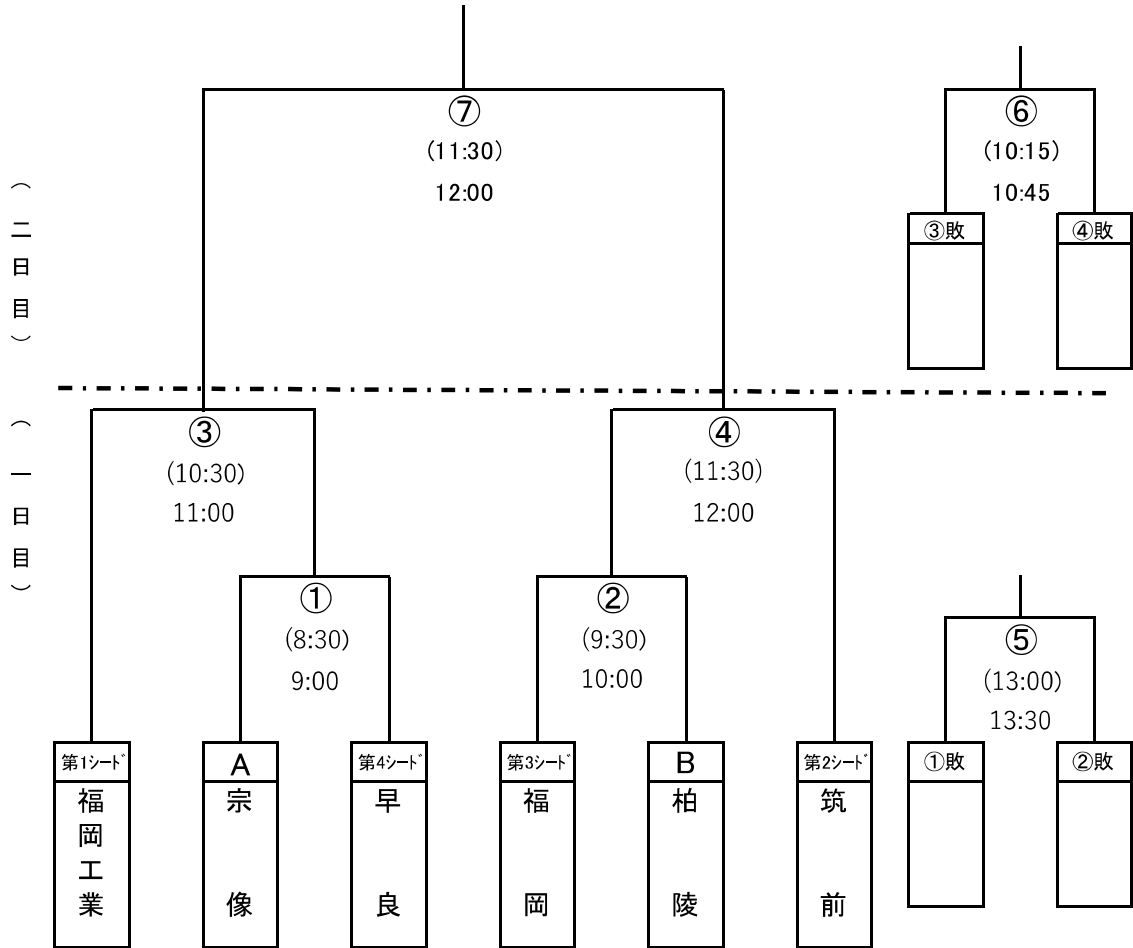 ⑦
(11:30)
12:00
⑥
(10:15)
10:45
③敗
④敗
（二日目）
③
(10:30)
11:00
④
(11:30)
12:00
（一日目）
①
(8:30)
9:00
②
(9:30)
10:00
⑤
(13:00)
13:30
第1シード
A
第4シード
第3シード
B
第2シード
①敗
②敗
福岡工業
宗像
早良
福岡
柏陵
筑前